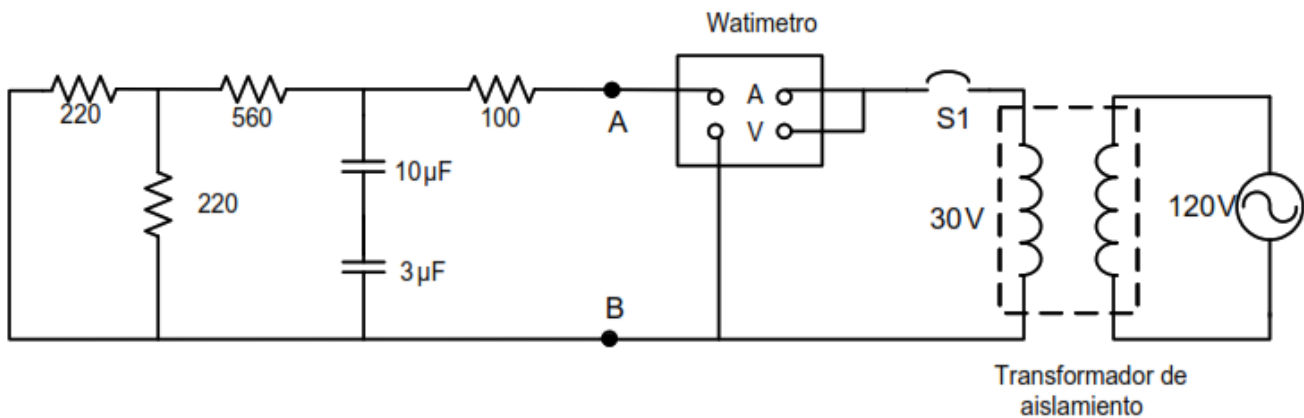 Watimetro
220
560
100
A
A
V
S1
10µF
220
30V
120V
3µF
B
Transformador de
aislamiento